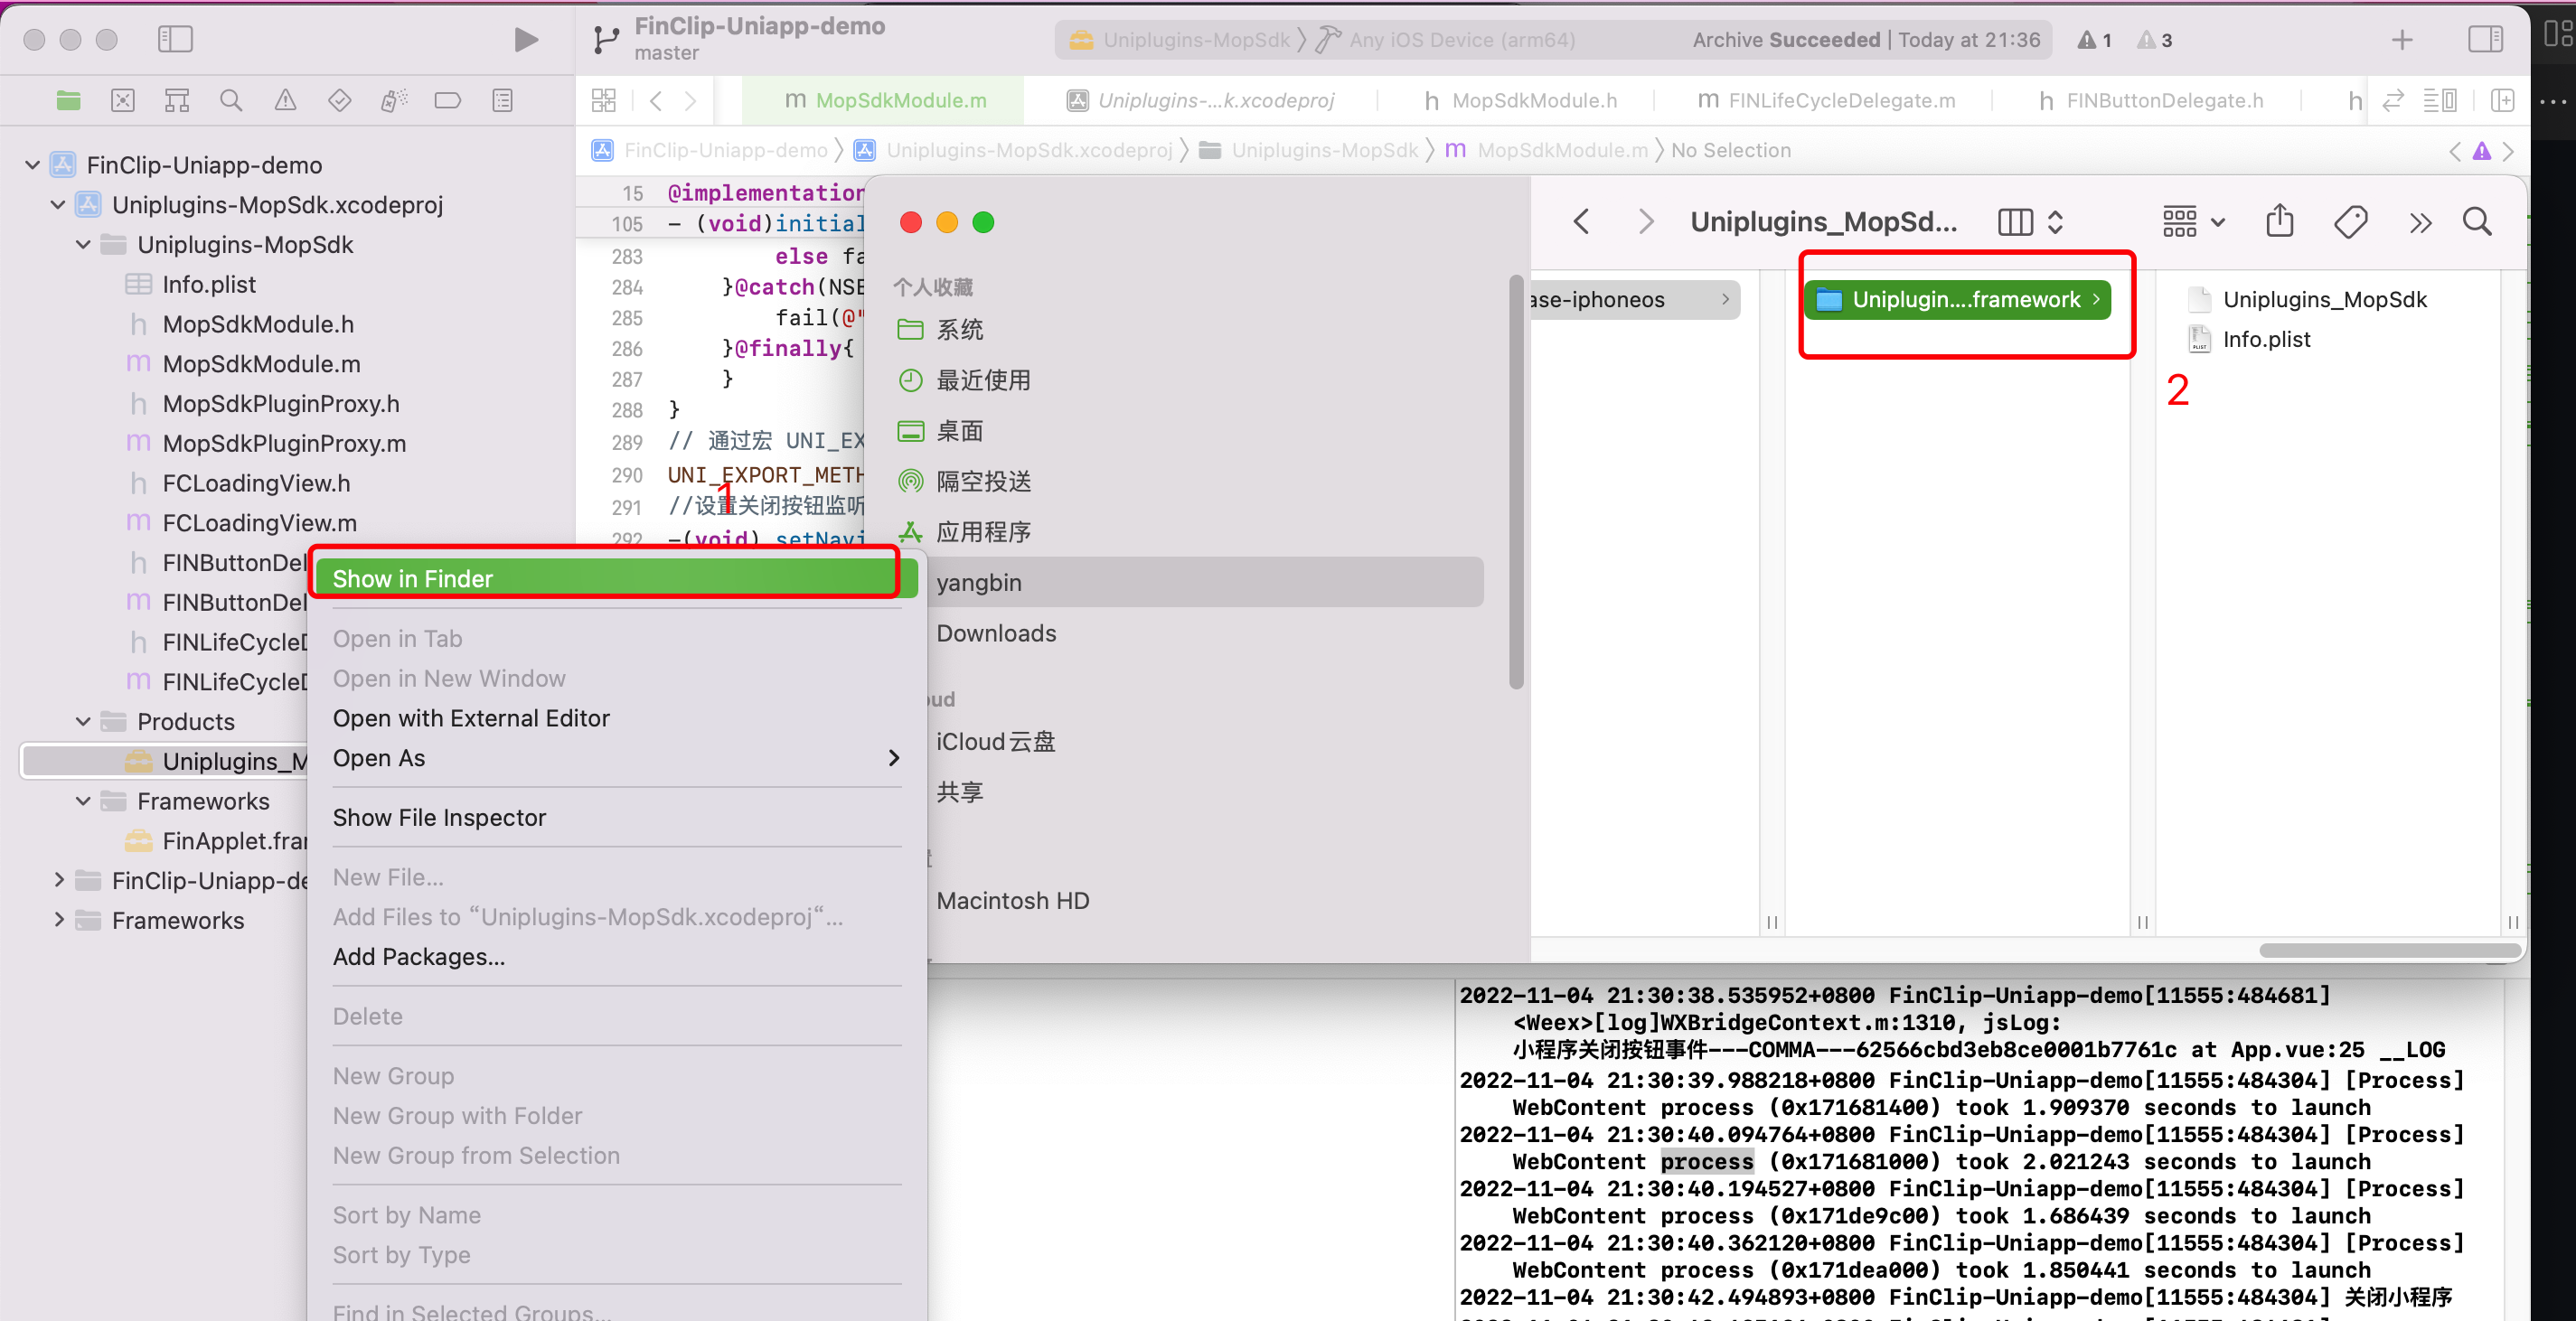 FinClip-Uniapp-demo
master
Uniplugins-MopSdk
Any iOS Device (arm64)
Archive Succeeded | Today at 21:36
1
3
MopSdkModule.m
Uniplugins-...k.xcodeproj
MopSdkModule.h
FINLifeCycleDelegate.m
FINButtonDelegate.h
FinClip-Uniapp-demo
Uniplugins-MopSdk.xcodeproj
Uniplugins-MopSdk
MopSdkModule.m
No Selection
FinClip-Uniapp-demo
Uniplugins-MopSdk.xcodeproj
Uniplugins-MopSdk
Info.plist
MopSdkModule.h
MopSdkModule.m
MopSdkPluginProxy.h
MopSdkPluginProxy.m
FCLoadingView.h
FCLoadingView.m
FINButtonDel
FINButtonDel
FINLifeCycleD
FINLifeCycleD
Products
Uniplugins_M
Frameworks
FinApplet.fra
FinClip-Uniapp-de
Frameworks
15 @implementation
105 - (void)initial
283 else fa
284 }@catch(NSE
285 fail(@"
286 }@finally{
287 }
288 }
289 // 通过宏 UNI_EX
290 UNI_EXPORT_METH
291 //设置关闭按钮监听
292 -(void) setNavi
1
Show in Finder
Open in Tab
Open in New Window
Open with External Editor
Open As
Show File Inspector
New File...
Add Files to “Uniplugins-MopSdk.xcodeproj“...
Add Packages...
Delete
New Group
New Group with Folder
New Group from Selection
Sort by Name
Sort by Type
Find in Selected Groups...
个人收藏
系统
最近使用
桌面
隔空投送
应用程序
yangbin
Downloads
oud
iCloud云盘
共享
Macintosh HD
Uniplugins_MopSd...
ase-iphoneos
Uniplugin....framework
Uniplugins_MopSdk
Info.plist
2
2022-11-04 21:30:38.535952+0800 FinClip-Uniapp-demo[11555:484681]
<Weex>[log]WXBridgeContext.m:1310, jsLog:
小程序关闭按钮事件---COMMA---62566cbd3eb8ce0001b7761c at App.vue:25 __LOG
2022-11-04 21:30:39.988218+0800 FinClip-Uniapp-demo[11555:484304] [Process]
WebContent process (0x171681400) took 1.909370 seconds to launch
2022-11-04 21:30:40.094764+0800 FinClip-Uniapp-demo[11555:484304] [Process]
WebContent process (0x171681000) took 2.021243 seconds to launch
2022-11-04 21:30:40.194527+0800 FinClip-Uniapp-demo[11555:484304] [Process]
WebContent process (0x171de9c00) took 1.686439 seconds to launch
2022-11-04 21:30:40.362120+0800 FinClip-Uniapp-demo[11555:484304] [Process]
WebContent process (0x171dea000) took 1.850441 seconds to launch
2022-11-04 21:30:42.494893+0800 FinClip-Uniapp-demo[11555:484304] 关闭小程序